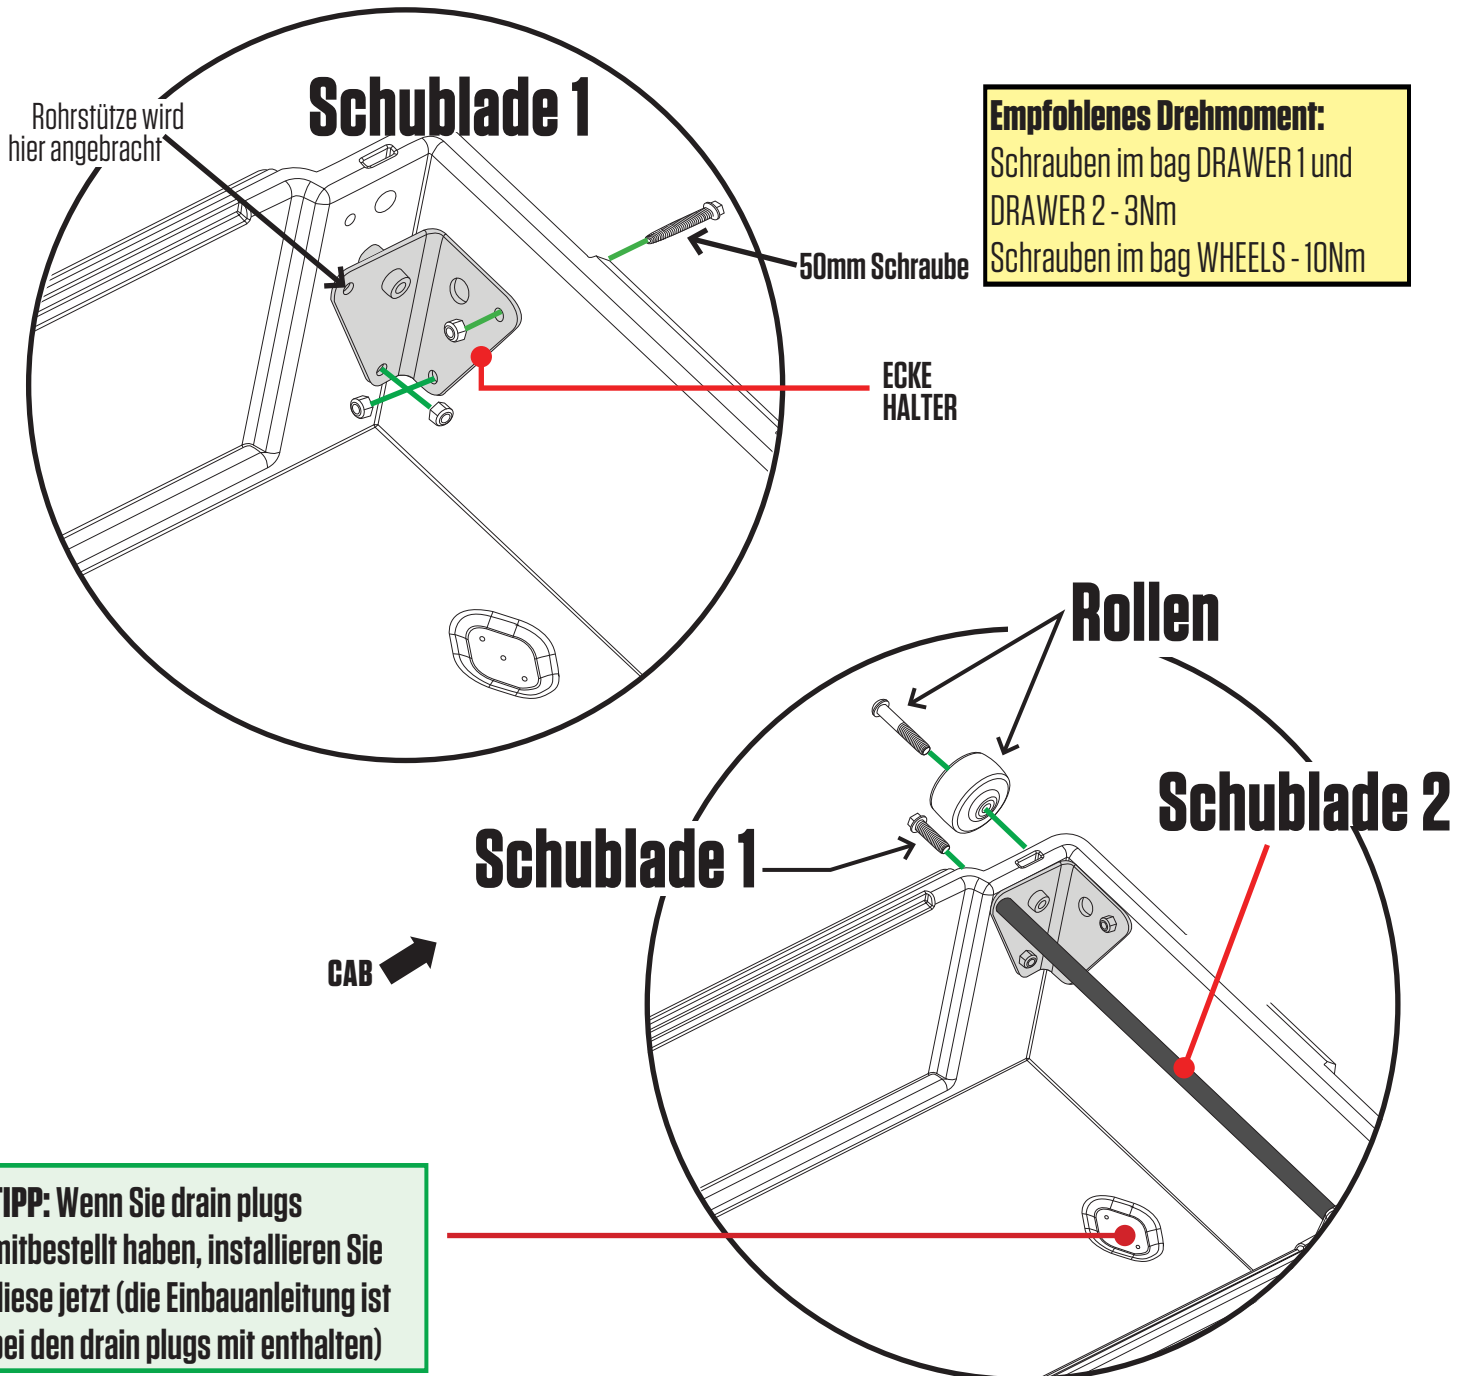 Schublade 1
Rohrstütze wird
hier angebracht
Empfohlenes Drehmoment:
Schrauben im bag DRAWER 1 und
DRAWER 2 - 3Nm
Schrauben im bag WHEELS - 10Nm
50mm Schraube
ECKE
HALTER
Rollen
Schublade 2
Schublade 1
CAB
TIPP: Wenn Sie drain plugs
mitbestellt haben, installieren Sie
diese jetzt (die Einbauanleitung ist
bei den drain plugs mit enthalten)